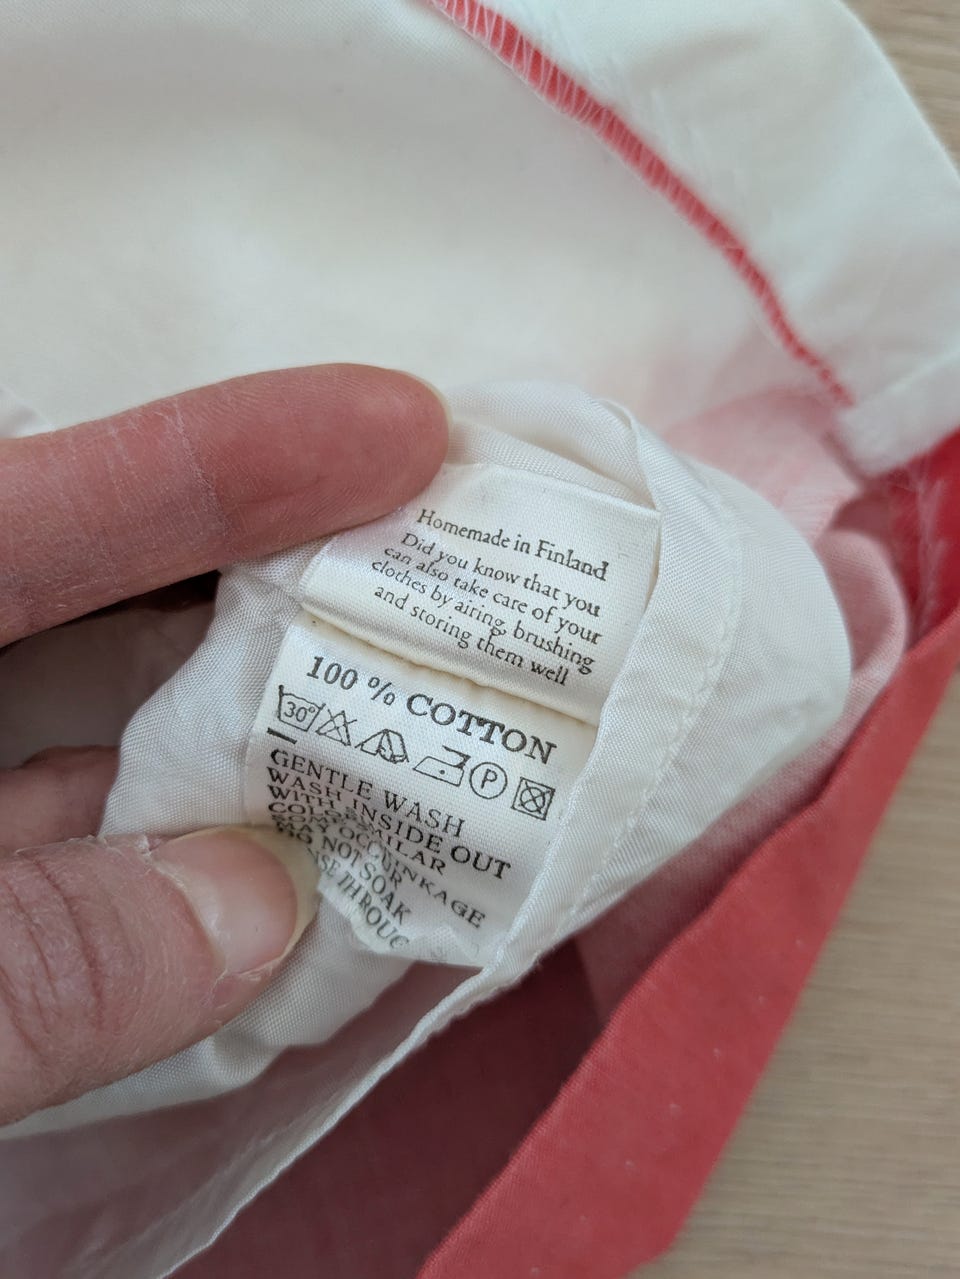 Homemade in Finland
Did you know that you
can also take care of your
clothes by airing, brushing
and storing them well
100 % COTTON
30°
P
GENTLE WASH
WASH INSIDE OUT
WITH SIMILAR
NOT SOAK